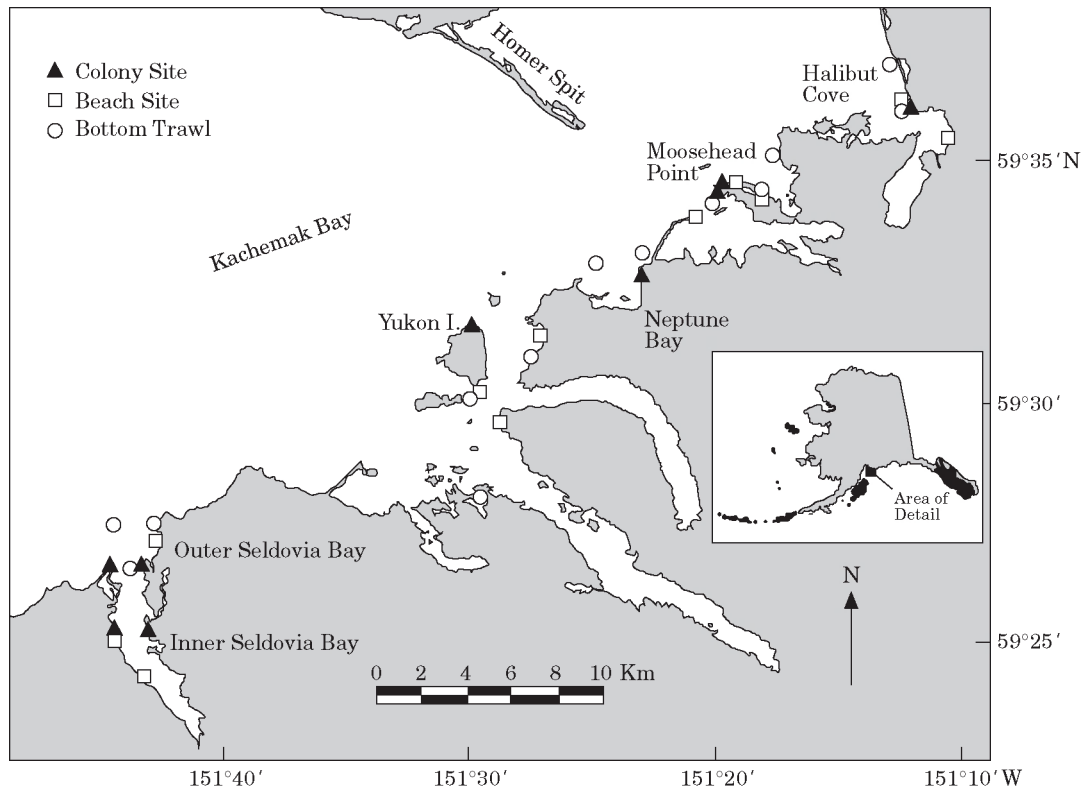 Homer Spit
Colony Site
Beach Site
Bottom Trawl
Halibut
Cove
Moosehead
Point
59°35′N
Kachemak Bay
Yukon I.
Neptune
Bay
59°30′
Area of
Detail
Outer Seldovia Bay
N
Inner Seldovia Bay
59°25′
0 2 4 6 8 10 Km
151°40′ 151°30′ 151°20′ 151°10′W